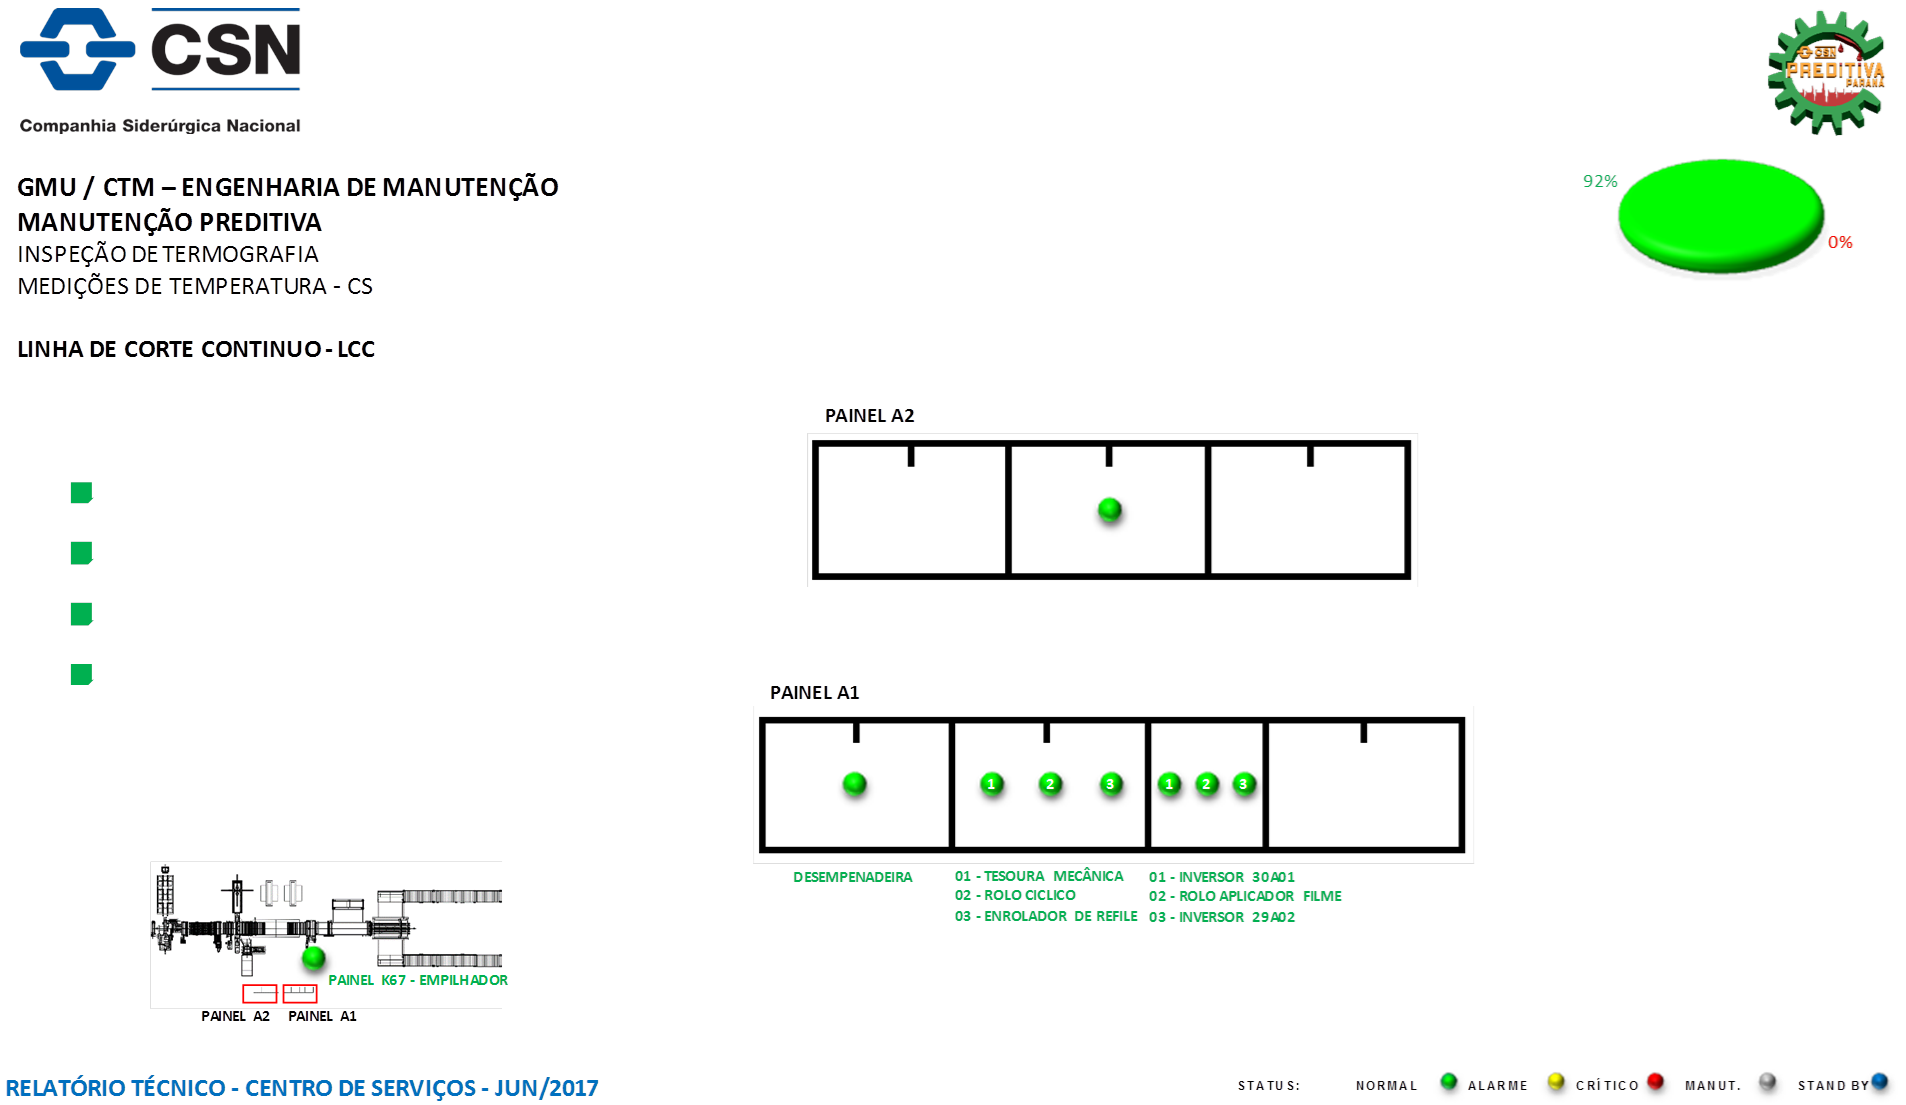 CSN
Companhia Siderúrgica Nacional
CSN
PREDITIVA
PARANÁ
GMU / CTM – ENGENHARIA DE MANUTENÇÃO
MANUTENÇÃO PREDITIVA
INSPEÇÃO DE TERMOGRAFIA
MEDIÇÕES DE TEMPERATURA - CS
92%
0%
LINHA DE CORTE CONTINUO - LCC
PAINEL A2
PAINEL A1
1 2 3 1 2 3
DESEMPENADEIRA
01 - TESOURA MECÂNICA
02 - ROLO CICLICO
03 - ENROLADOR DE REFILE
01 - INVERSOR 30A01
02 - ROLO APLICADOR FILME
03 - INVERSOR 29A02
PAINEL K67 - EMPILHADOR
PAINEL A2 PAINEL A1
RELATÓRIO TÉCNICO - CENTRO DE SERVIÇOS - JUN/2017
STATUS: NORMAL ALARME CRÍTICO MANUT. STAND BY